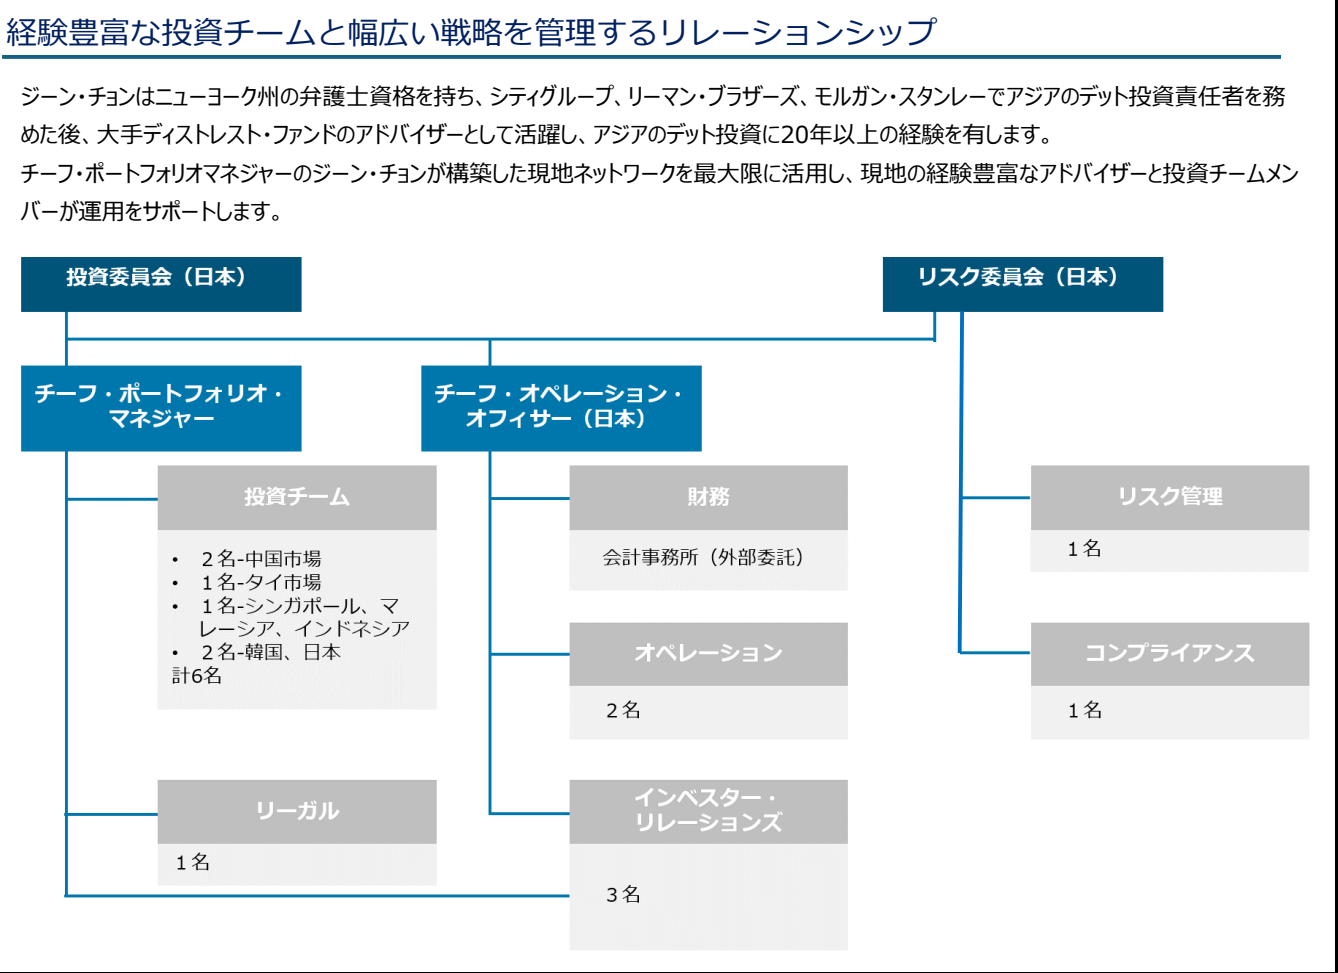 経験豊富な投資チームと幅広い戦略を管理するリレーションシップ
ジーン・チョンはニューヨーク州の弁護士資格を持ち、シティグループ、リーマン・ブラザーズ、モルガン・スタンレーでアジアのデット投資責任者を務
めた後、大手ディストレスト・ファンドのアドバイザーとして活躍し、アジアのデット投資に20年以上の経験を有します。
チーフ・ポートフォリオマネジャーのジーン・チョンが構築した現地ネットワークを最大限に活用し、現地の経験豊富なアドバイザーと投資チームメン
バーが運用をサポートします。
投資委員会（日本）
リスク委員会（日本）
チーフ・ポートフォリオ・
マネジャー
チーフ・オペレーション・
オフィサー（日本）
投資チーム
• ２名-中国市場
• １名-タイ市場
• １名-シンガポール、マ
レーシア、インドネシア
• ２名-韓国、日本
計6名
財務
会計事務所（外部委託）
リスク管理
１名
オペレーション
２名
コンプライアンス
１名
リーガル
１名
インベスター・
リレーションズ
３名